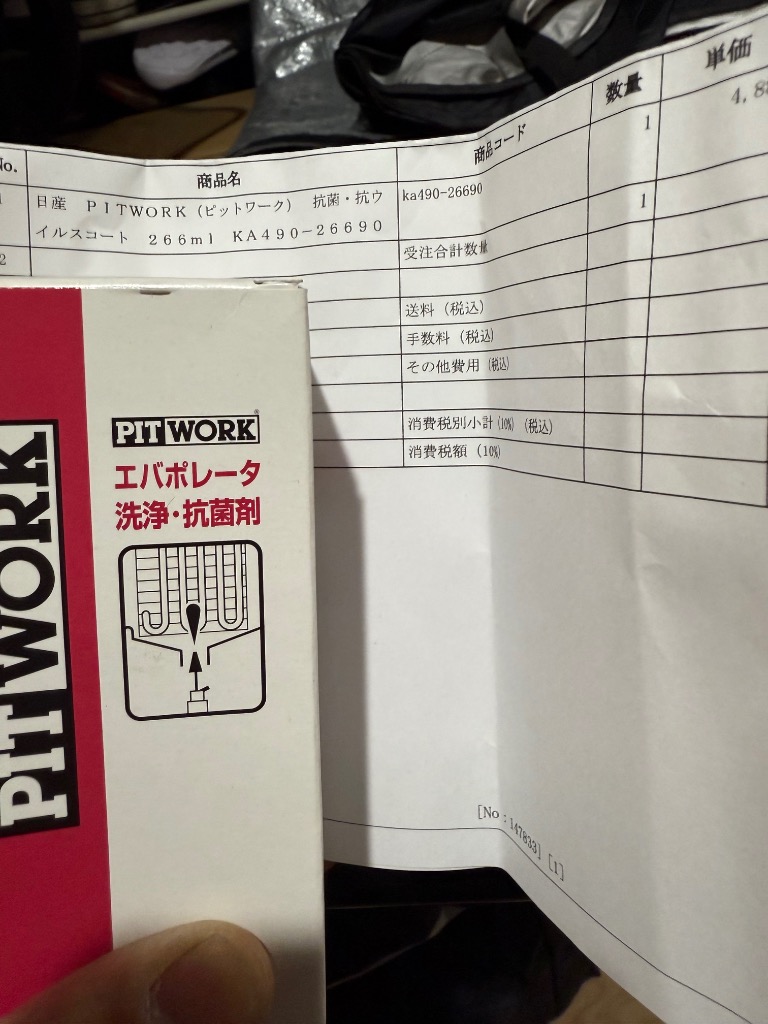 No.
商品名
商品コード
数量
単価
日産 PITWORK(ピットワーク) 抗菌・抗ウ
イルスコート 266ml KA490-26690
ka490-26690
1
4,8
2
受注合計数量
1
送料(税込)
手数料(税込)
その他費用(税込)
消費税別小計(10%)(税込)
消費税額(10%)
[No:147833] [1]
PITWORK
PITWORK®
エバポレータ
洗浄・抗菌剤